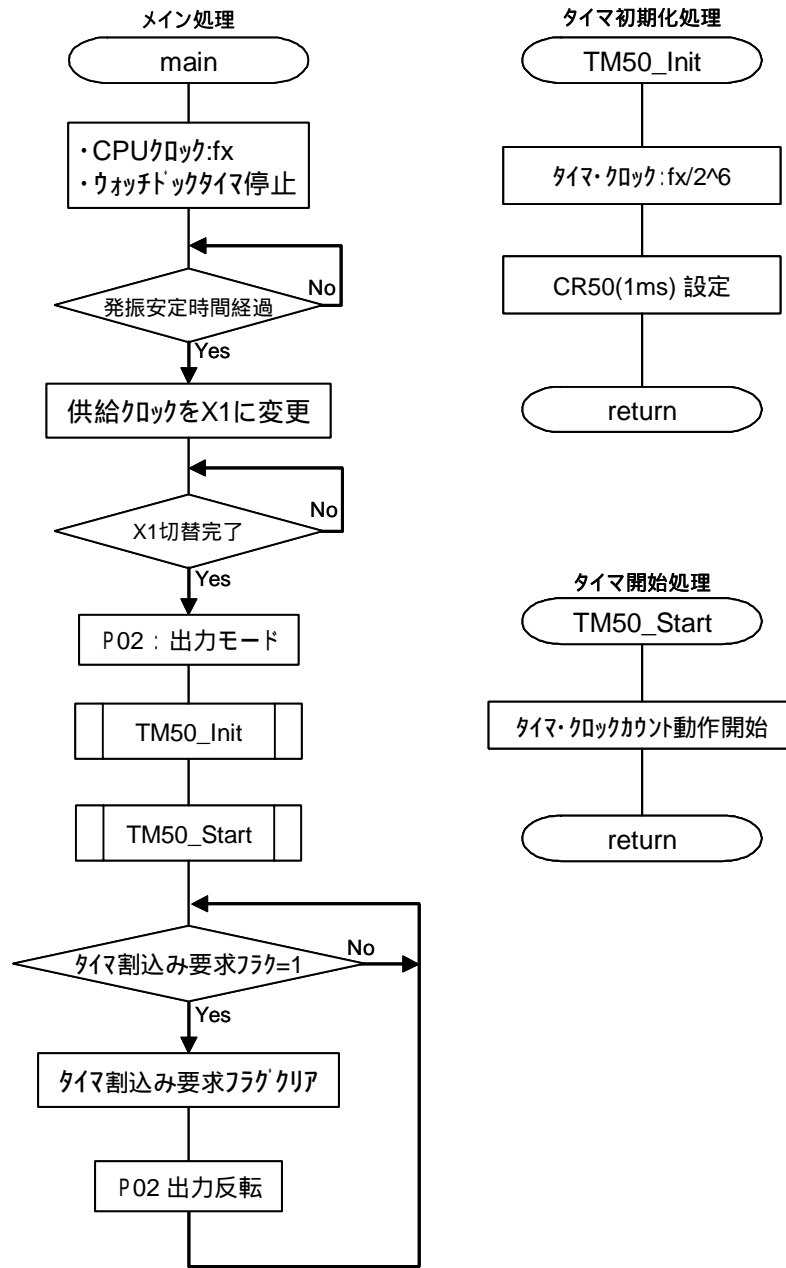 メイン処理
main
・CPUｸﾛｯｸ:fx
・ウォッチドックタイマ停止
No
発振安定時間経過
Yes
供給ｸﾛｯｸをX1に変更
No
X1切替完了
Yes
P02：出力モード
TM50_Init
TM50_Start
No
ﾀｲﾏ割込み要求ﾌﾗｸ=1
Yes
ﾀｲﾏ割込み要求ﾌﾗｸﾞｸﾘｱ
P02 出力反転
タイマ初期化処理
TM50_Init
ﾀｲﾏ・ｸﾛｯｸ:fx/2^6
CR50(1ms) 設定
return
タイマ開始処理
TM50_Start
ﾀｲﾏ・ｸﾛｯｸｶｳﾝﾄ動作開始
return